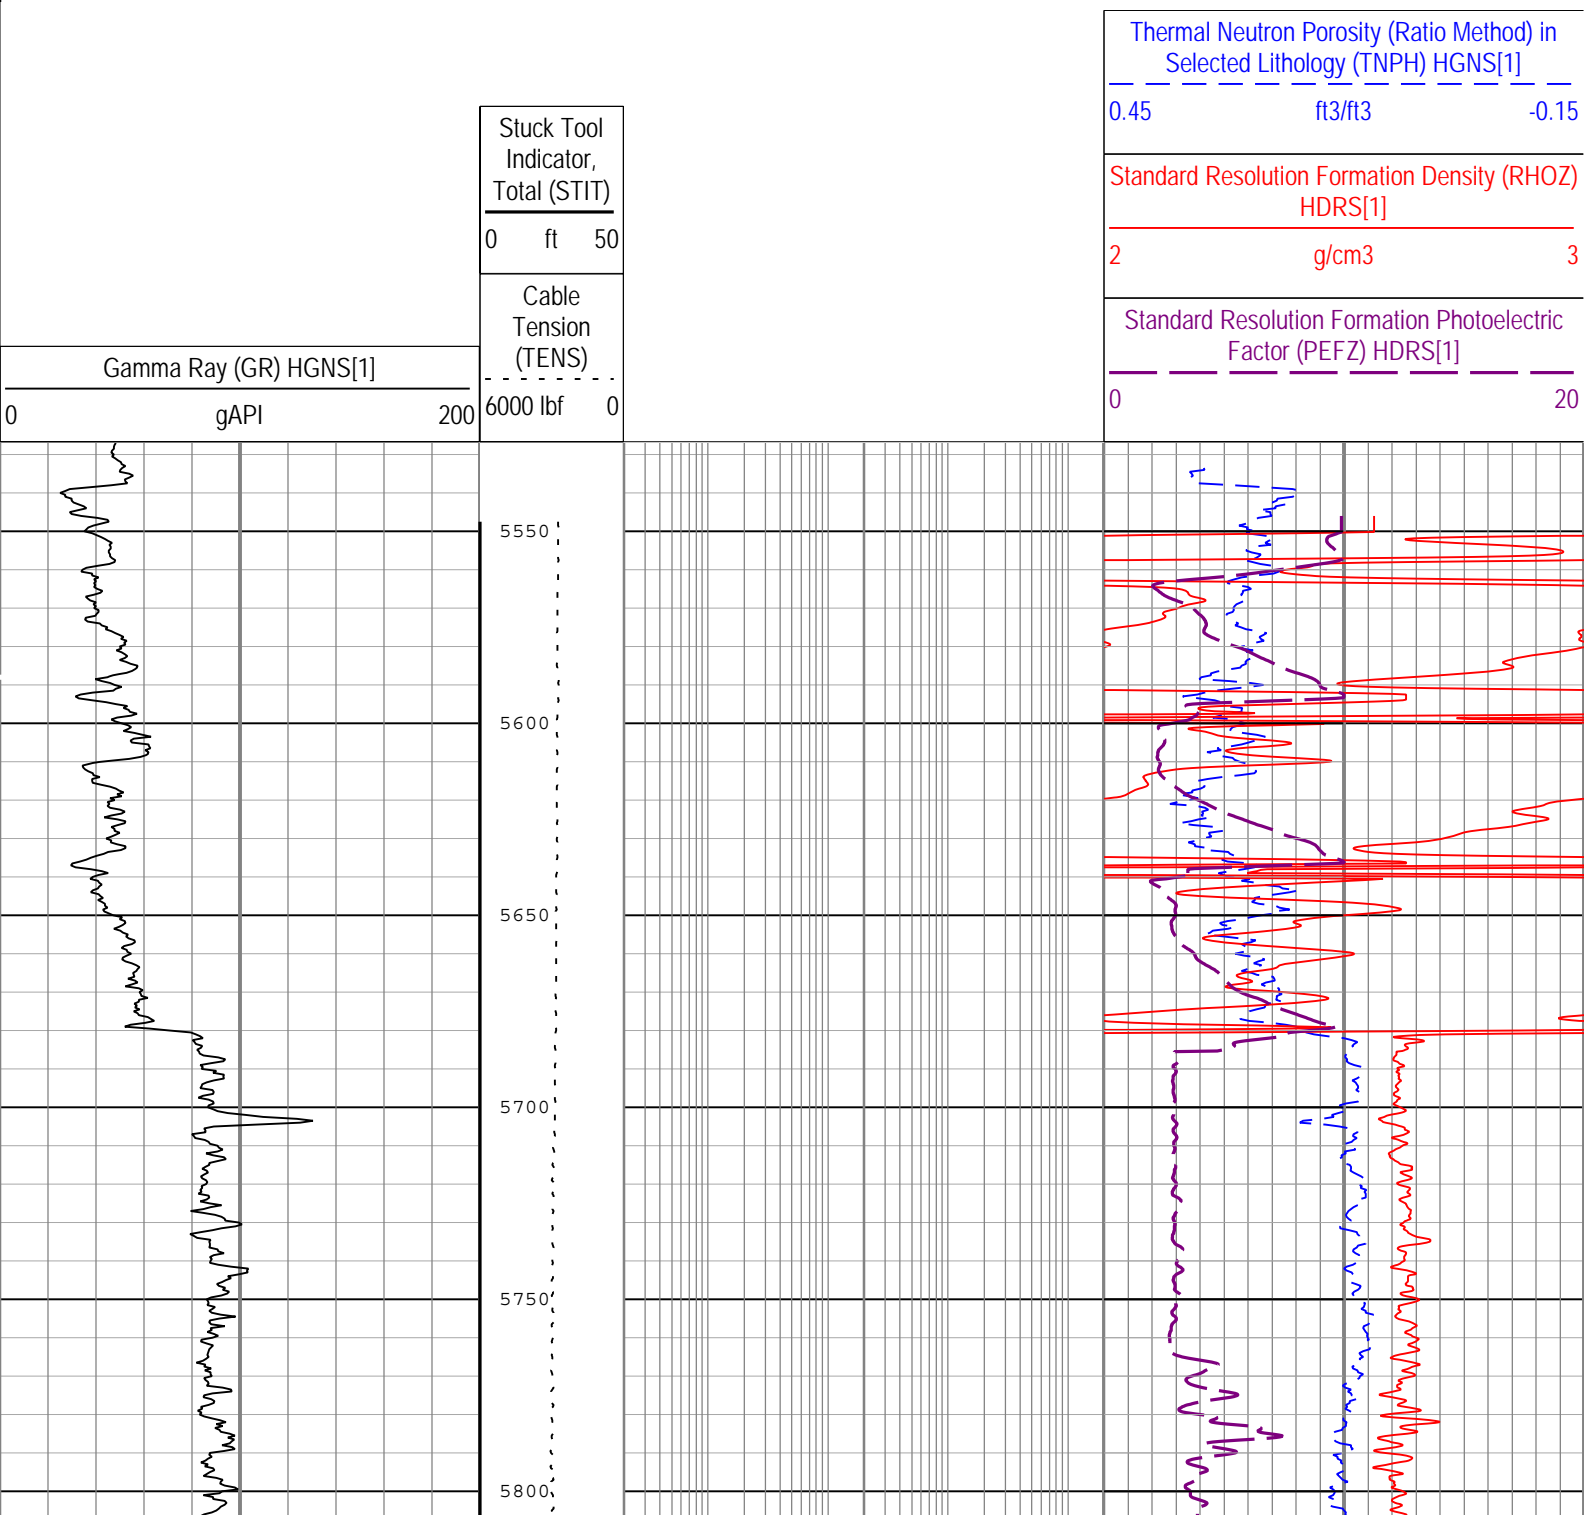 Thermal Neutron Porosity (Ratio Method) in
Selected Lithology (TNPH) HGNS[1]
0.45 ft3/ft3 -0.15
Standard Resolution Formation Density (RHOZ)
HDRS[1]
2 g/cm3 3
Standard Resolution Formation Photoelectric
Factor (PEFZ) HDRS[1]
0 20
Stuck Tool
Indicator,
Total (STIT)
0 ft 50
Cable
Tension
(TENS)
6000 lbf 0
Gamma Ray (GR) HGNS[1]
0 gAPI 200
5550
5600
5650
5700
5750
5800